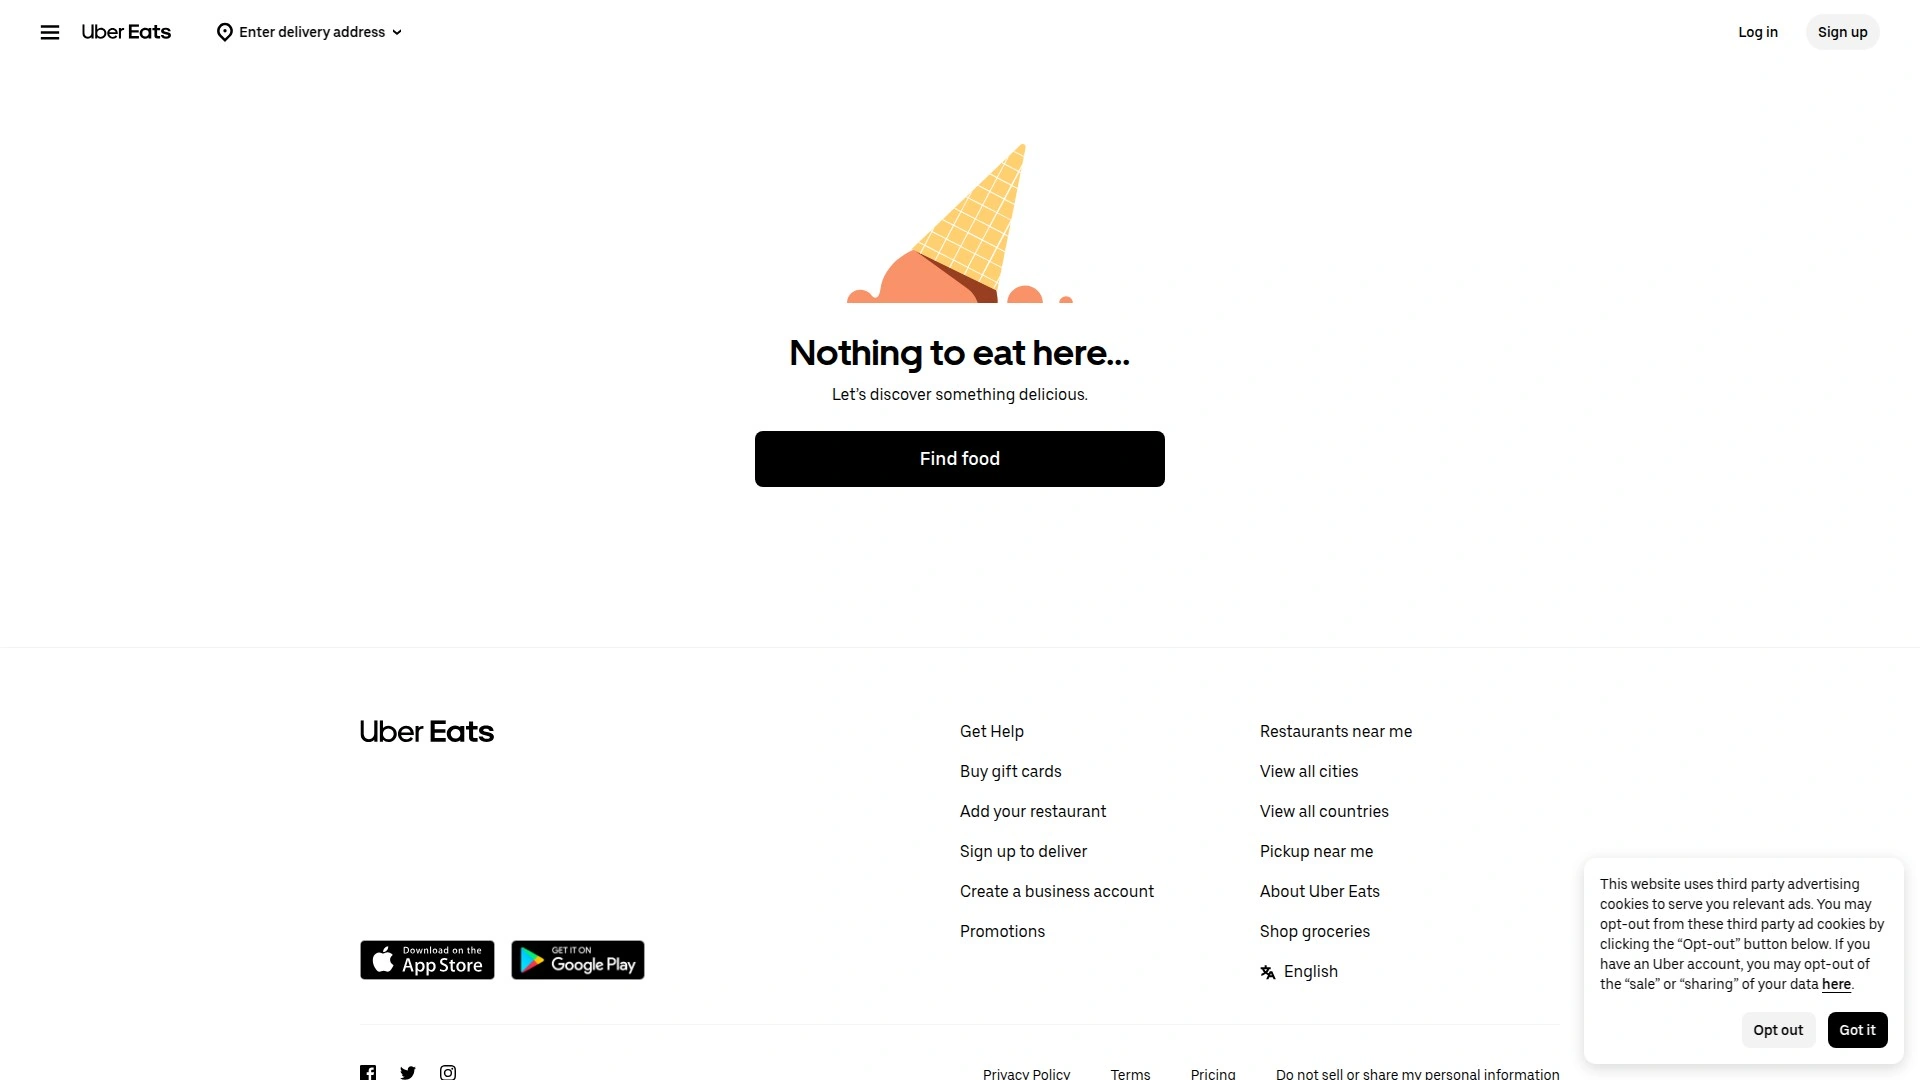 Uber Eats
Enter delivery address
Log in
Sign up
Nothing to eat here...
Let's discover something delicious.
Find food
Uber Eats
Get Help
Buy gift cards
Add your restaurant
Sign up to deliver
Create a business account
Promotions
Restaurants near me
View all cities
View all countries
Pickup near me
About Uber Eats
Shop groceries
English
Download on the
App Store
GET IT ON
Google Play
This website uses third party advertising
cookies to serve you relevant ads. You may
opt-out from these third party ad cookies by
clicking the “Opt-out” button below. If you
have an Uber account, you may opt-out of
the “sale” or “sharing” of your data here.
Opt out
Got it
Privacy Policy
Terms
Pricing
Do not sell or share my personal information